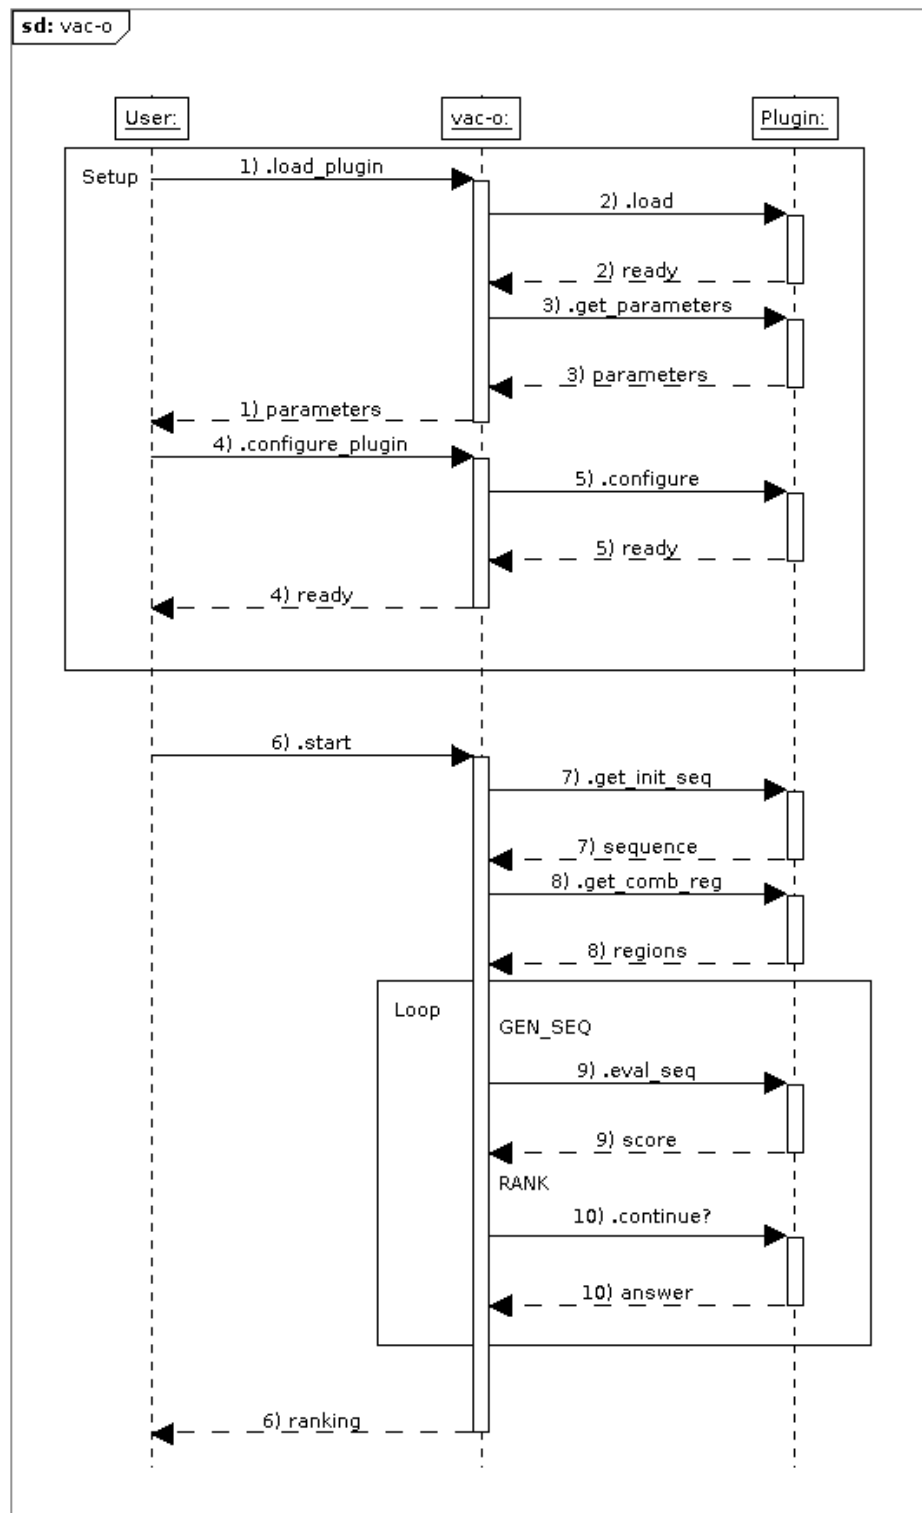 sd: vac-o
User:
vac-o:
Plugin:
Setup
1) .load_plugin
2) .load
2) ready
3) .get_parameters
3) parameters
1) parameters
4) .configure_plugin
5) .configure
5) ready
4) ready
6) .start
7) .get_init_seq
7) sequence
8) .get_comb_reg
8) regions
Loop
GEN_SEQ
9) .eval_seq
9) score
RANK
10) .continue?
10) answer
6) ranking